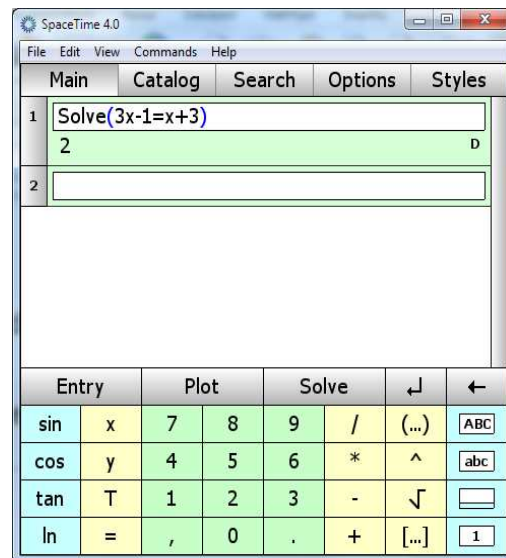 SpaceTime 4.0
File Edit View Commands Help
Main Catalog Search Options Styles
1 Solve(3x-1=x+3)
2 D
2
Entry Plot Solve ↵ ←
sin x 7 8 9 / (...) ABC
cos y 4 5 6 * ^ abc
tan T 1 2 3 - √
ln = , 0 . + [...] 1